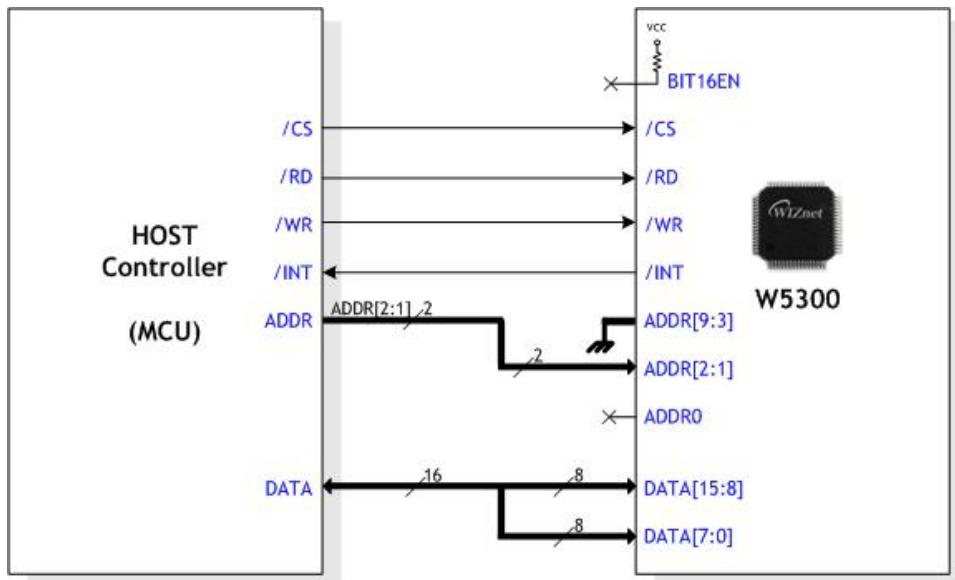 vcc
BIT16EN
/CS
/CS
/RD
/RD
/WR
/WR
HOST
Controller
(MCU)
/INT
/INT
WIZnet
W5300
ADDR
ADDR[2:1]
2
ADDR[9:3]
2
ADDR[2:1]
ADDR0
DATA
16
8
DATA[15:8]
8
DATA[7:0]